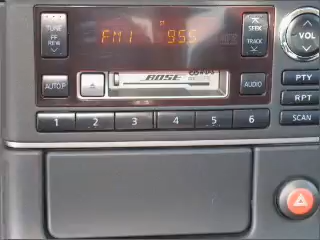 TUNE
FF
REW
FM1 95.5
SEEK
TRACK
VOL
AUTO.P
BOSE
AUDIO
PTY
RPT
SCAN
1 2 3 4 5 6